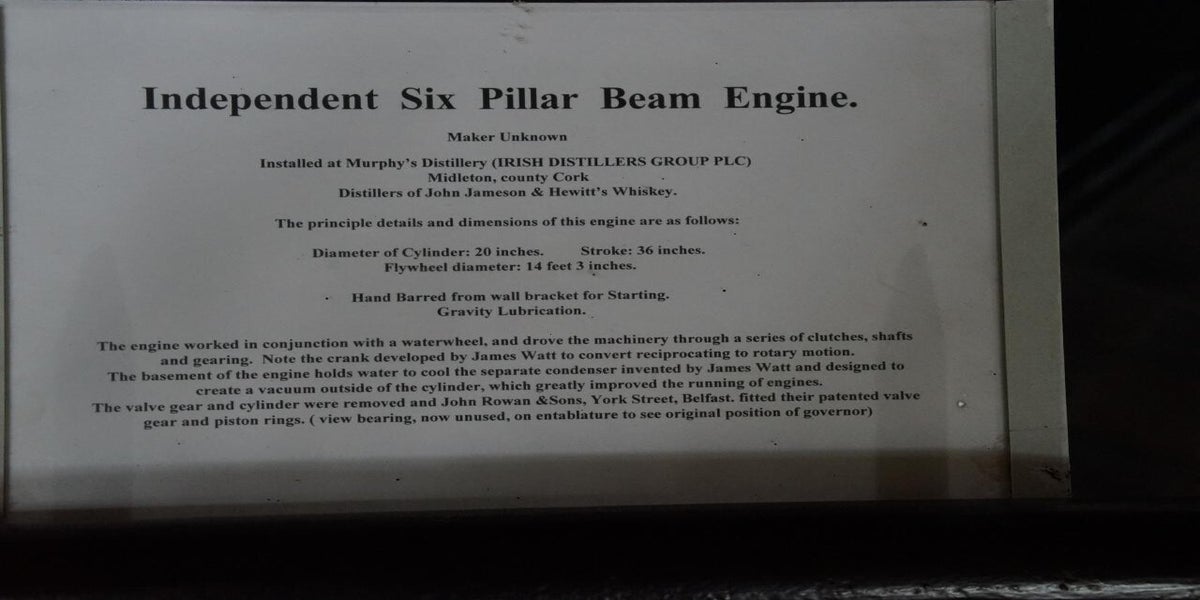 Independent Six Pillar Beam Engine.
Maker Unknown
Installed at Murphy's Distillery (IRISH DISTILLERS GROUP PLC)
Midleton, county Cork
Distillers of John Jameson & Hewitt's Whiskey.
The principle details and dimensions of this engine are as follows:
Diameter of Cylinder: 20 inches. Stroke: 36 inches.
Flywheel diameter: 14 feet 3 inches.
Hand Barred from wall bracket for Starting.
Gravity Lubrication.
The engine worked in conjunction with a waterwheel, and drove the machinery through a series of clutches, shafts
and gearing. Note the crank developed by James Watt to convert reciprocating to rotary motion.
The basement of the engine holds water to cool the separate condenser invented by James Watt and designed to
create a vacuum outside of the cylinder, which greatly improved the running of engines.
The valve gear and cylinder were removed and John Rowan &Sons, York Street, Belfast. fitted their patented valve
gear and piston rings. ( view bearing, now unused, on entablature to see original position of governor)